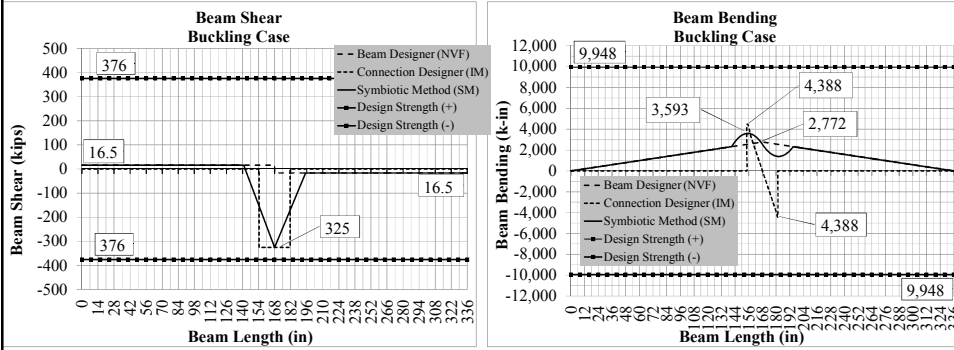 Beam Shear
Buckling Case
Beam Shear (kips)
500
400
300
200
100
0
-100
-200
-300
-400
-500
376
16.5
376
325
16.5
Beam Designer (NVF)
Connection Designer (IM)
Symbiotic Method (SM)
Design Strength (+)
Design Strength (-)
0 14 28 42 56 70 84 98 112 126 140 154 168 182 196 210 224 238 252 266 280 294 308 322 336
Beam Length (in)
Beam Bending
Buckling Case
Beam Bending (k-in)
12,000
10,000
8,000
6,000
4,000
2,000
0
-2,000
-4,000
-6,000
-8,000
-10,000
-12,000
9,948
4,388
3,593
2,772
4,388
9,948
Beam Designer (NVF)
Connection Designer (IM)
Symbiotic Method (SM)
Design Strength (+)
Design Strength (-)
0 12 24 36 48 60 72 84 96 108 120 132 144 156 168 180 192 204 216 228 240 252 264 276 288 300 312 324 336
Beam Length (in)